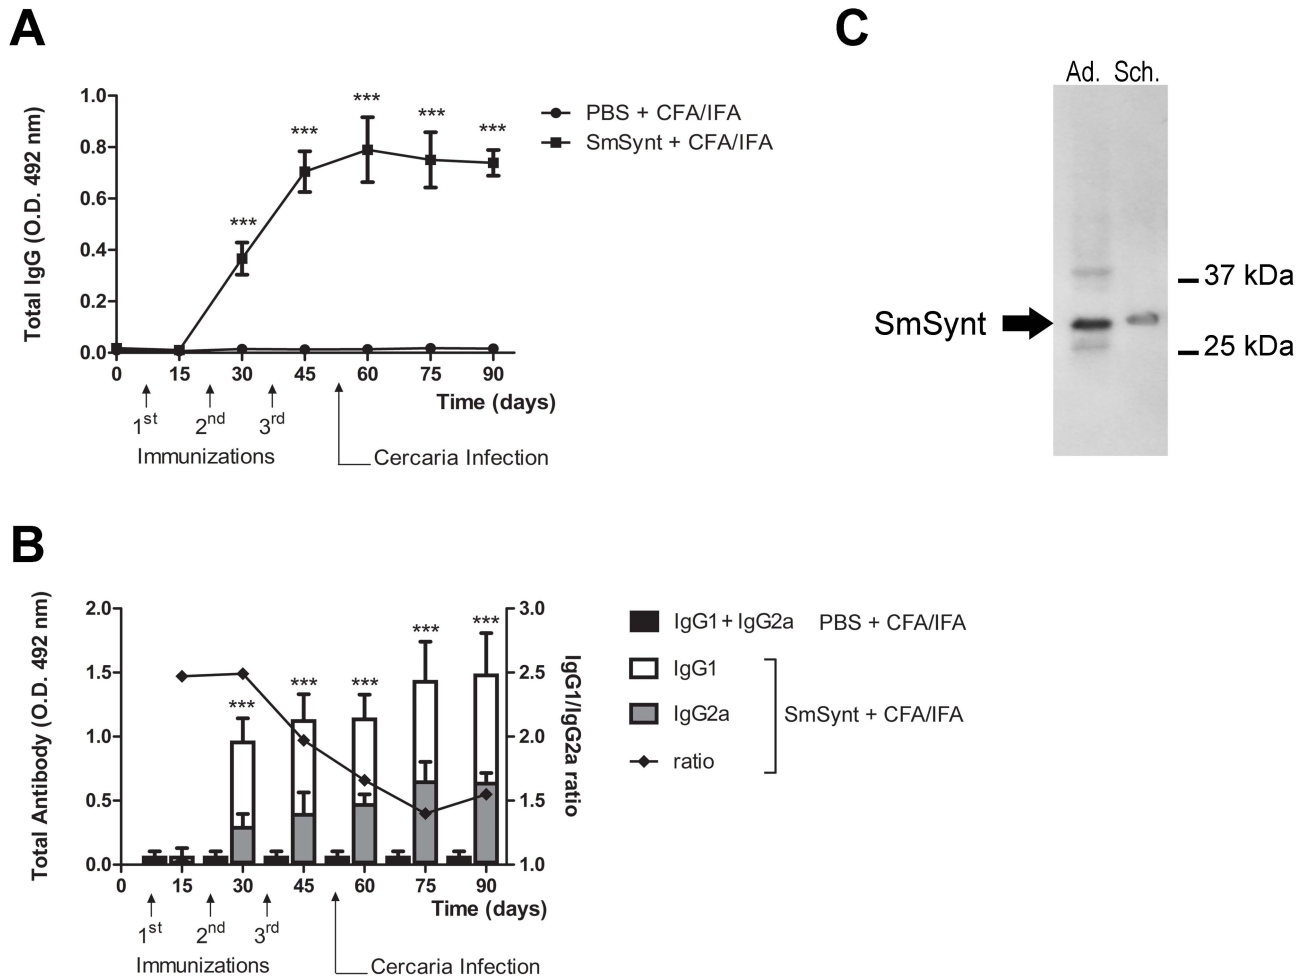 A
Total IgG (O.D. 492 nm)
1.0
0.8
0.6
0.4
0.2
0.0
***
***
***
***
***
0 15 30 45 60 75 90
Time (days)
1st 2nd 3rd
Immunizations
Cercaria Infection
PBS + CFA/IFA
SmSynt + CFA/IFA
C
Ad. Sch.
SmSynt
37 kDa
25 kDa
B
Total Antibody (O.D. 492 nm)
2.0
1.5
1.0
0.5
0.0
***
***
***
***
***
3.0
2.5
2.0
1.5
1.0
IgG1/IgG2a ratio
0 15 30 45 60 75 90
Time (days)
1st 2nd 3rd
Immunizations
Cercaria Infection
IgG1 + IgG2a PBS + CFA/IFA
IgG1
IgG2a
SmSynt + CFA/IFA
ratio